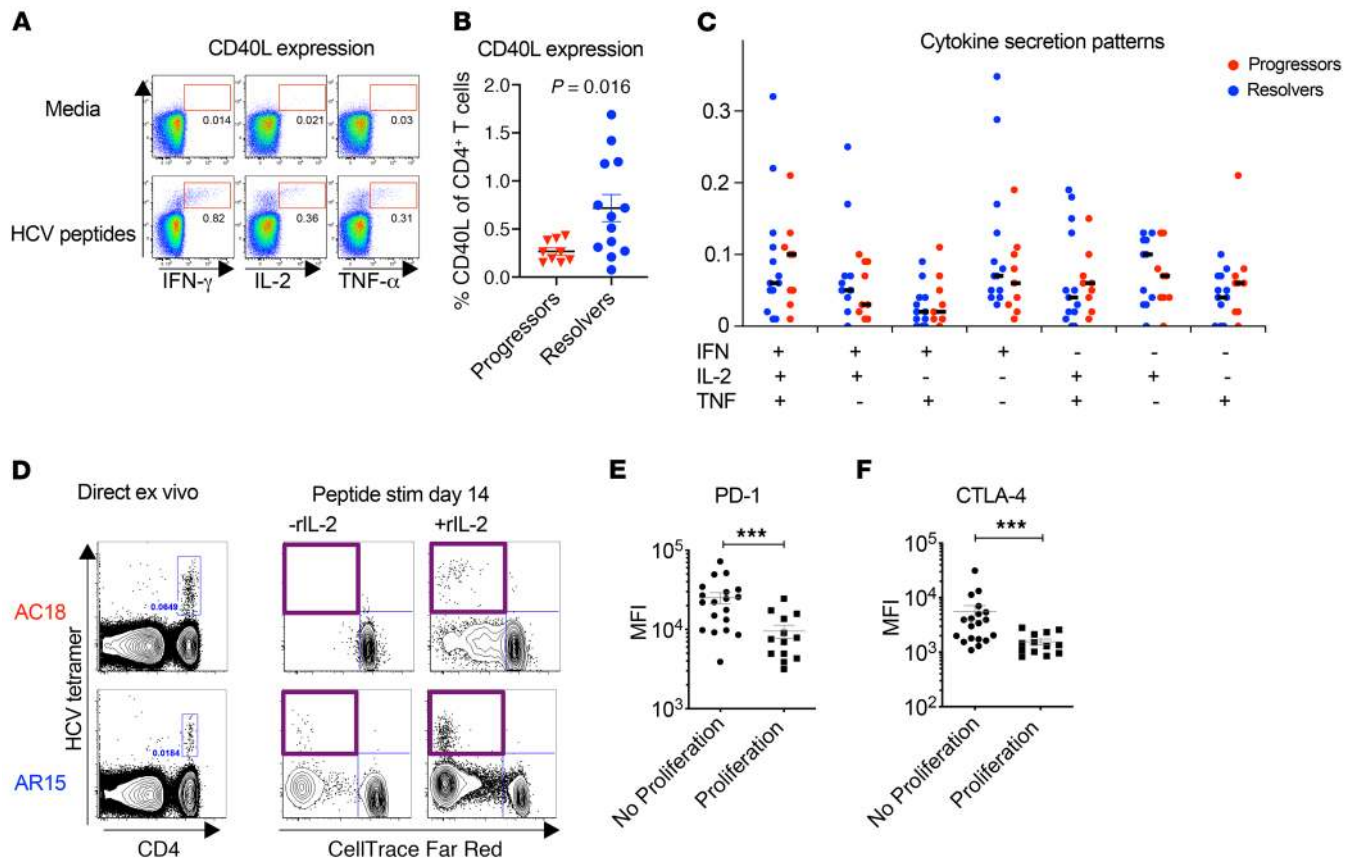 A
CD40L expression
Media
0.014
0.021
0.03
HCV peptides
0.82
0.36
0.31
IFN-γ
IL-2
TNF-α
B
CD40L expression
P = 0.016
% CD40L of CD4+ T cells
2.0
1.5
1.0
0.5
0.0
Progressors
Resolvers
C
Cytokine secretion patterns
Progressors
Resolvers
0.3
0.2
0.1
0
IFN + + + + - - -
IL-2 + + - - + + -
TNF + - + - + - +
D
Direct ex vivo
Peptide stim day 14
-rIL-2
+rIL-2
AC18
0.0649
AR15
0.0184
HCV tetramer
CD4
CellTrace Far Red
E
PD-1
***
MFI
10^5
10^4
10^3
No Proliferation
Proliferation
F
CTLA-4
***
MFI
10^5
10^4
10^3
10^2
No Proliferation
Proliferation